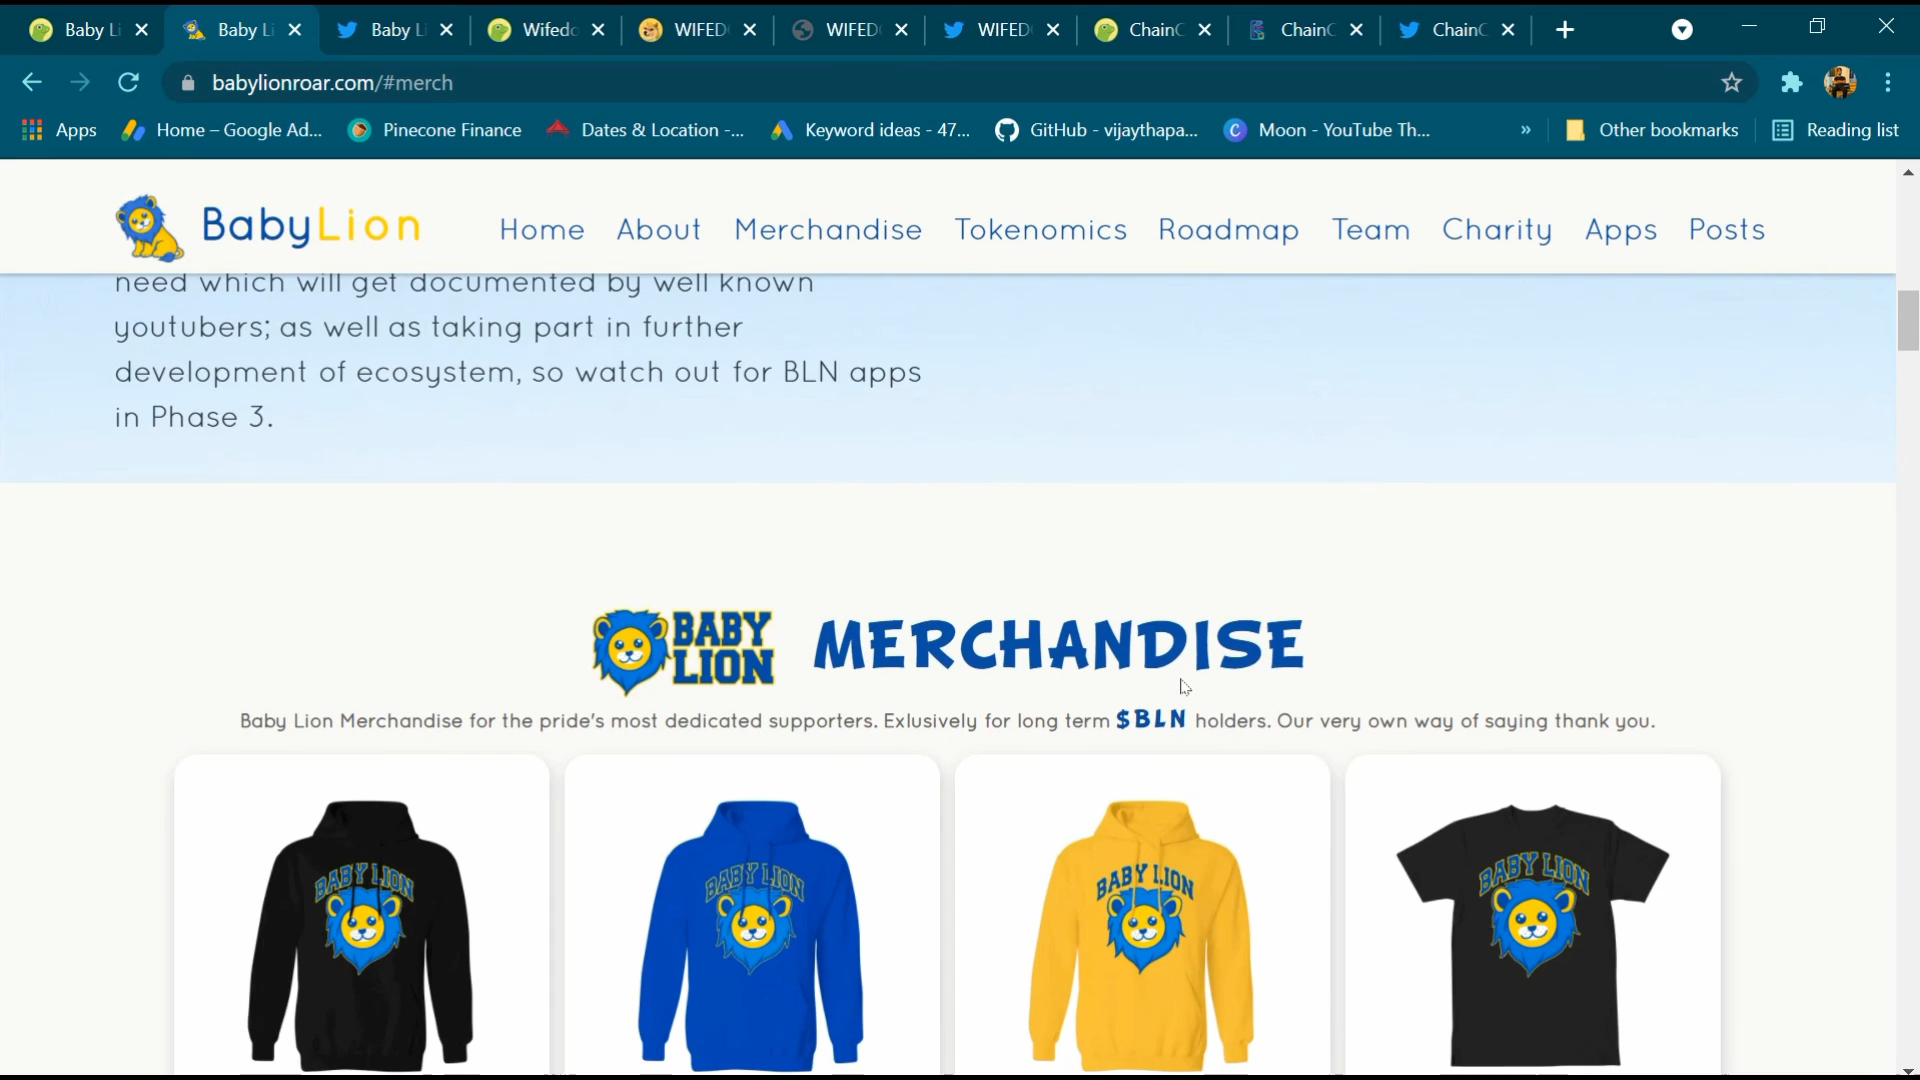 Baby Li
Baby Li
Baby L
Wifedo
WIFED
WIFED
WIFED
ChainC
ChainC
ChainC
babylionroar.com/#merch
Apps
Home – Google Ad...
Pinecone Finance
Dates & Location -...
Keyword ideas - 47...
GitHub - vijaythapa...
Moon - YouTube Th...
»
Other bookmarks
Reading list
BabyLion
Home About Merchandise Tokenomics Roadmap Team Charity Apps Posts
need which will get documented by well known
youtubers; as well as taking part in further
development of ecosystem, so watch out for BLN apps
in Phase 3.
BABY
LION
MERCHANDISE
Baby Lion Merchandise for the pride's most dedicated supporters. Exlusively for long term $BLN holders. Our very own way of saying thank you.
BABY LION
BABY LION
BABY LION
BABY LION